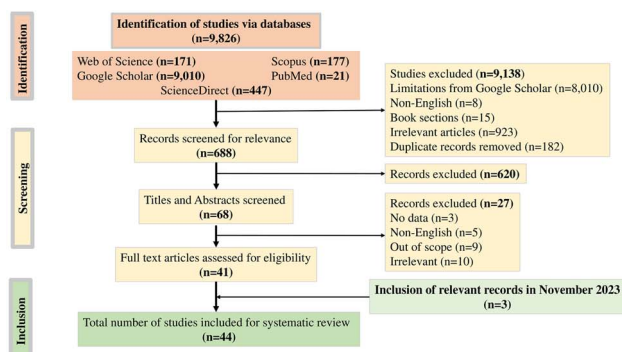 Identification
Identification of studies via databases
(n=9,826)
Web of Science (n=171)
Scopus (n=177)
Google Scholar (n=9,010)
PubMed (n=21)
ScienceDirect (n=447)
Studies excluded (n=9,138)
Limitations from Google Scholar (n=8,010)
Non-English (n=8)
Book sections (n=15)
Irrelevant articles (n=923)
Duplicate records removed (n=182)
Screening
Records screened for relevance
(n=688)
Records excluded (n=620)
Titles and Abstracts screened
(n=68)
Records excluded (n=27)
No data (n=3)
Non-English (n=5)
Out of scope (n=9)
Irrelevant (n=10)
Full text articles assessed for eligibility
(n=41)
Inclusion
Inclusion of relevant records in November 2023
(n=3)
Total number of studies included for systematic review
(n=44)